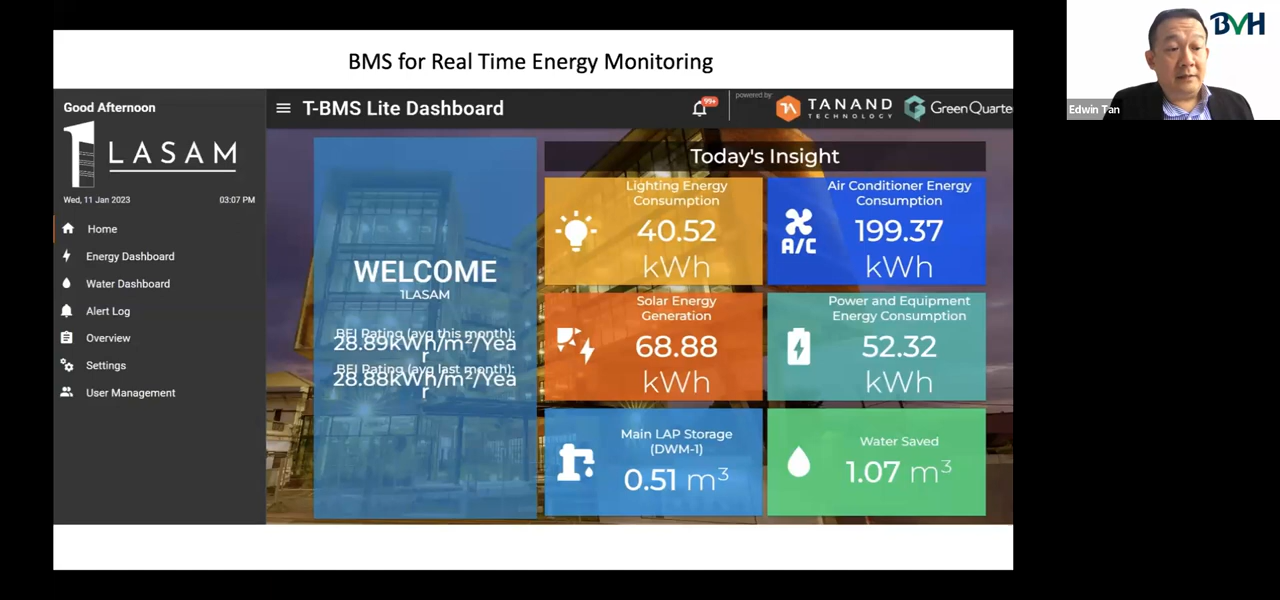 BMS for Real Time Energy Monitoring
BVH
Edwin Tan
Good Afternoon
1 LASAM
Wed, 11 Jan 2023 03:07 PM
Home
Energy Dashboard
Water Dashboard
Alert Log
Overview
Settings
User Management
T-BMS Lite Dashboard
99+
powered by:
TANAND
TECHNOLOGY
GreenQuarte
WELCOME
1LASAM
BEI Rating (avg this month):
28.89kWh/m²/Yea
r
BEI Rating (avg last month):
28.88kWh/m²/Yea
r
Today's Insight
Lighting Energy
Consumption
40.52
kWh
Air Conditioner Energy
Consumption
A/C
199.37
kWh
Solar Energy
Generation
68.88
kWh
Power and Equipment
Energy Consumption
52.32
kWh
Main LAP Storage
(DWM-1)
0.51 m³
Water Saved
1.07 m³